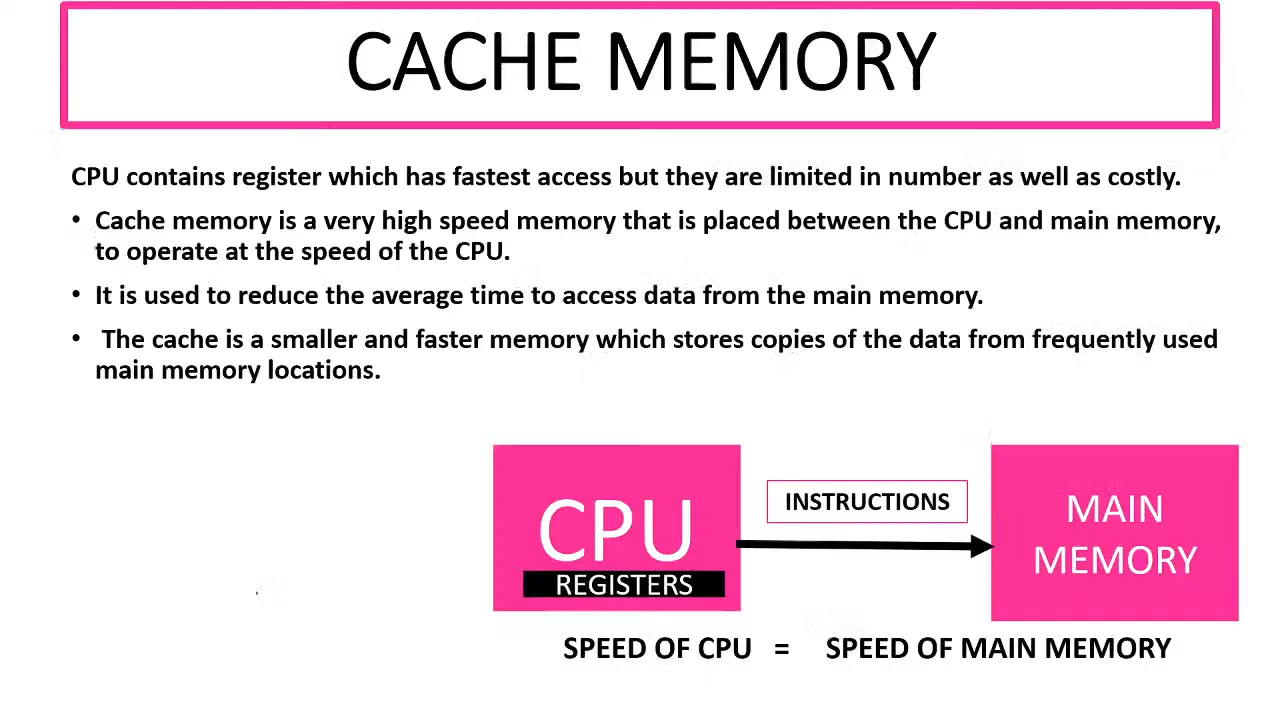 CACHE MEMORY
CPU contains register which has fastest access but they are limited in number as well as costly.
• Cache memory is a very high speed memory that is placed between the CPU and main memory,
to operate at the speed of the CPU.
• It is used to reduce the average time to access data from the main memory.
• The cache is a smaller and faster memory which stores copies of the data from frequently used
main memory locations.
CPU
REGISTERS
INSTRUCTIONS
MAIN
MEMORY
SPEED OF CPU = SPEED OF MAIN MEMORY